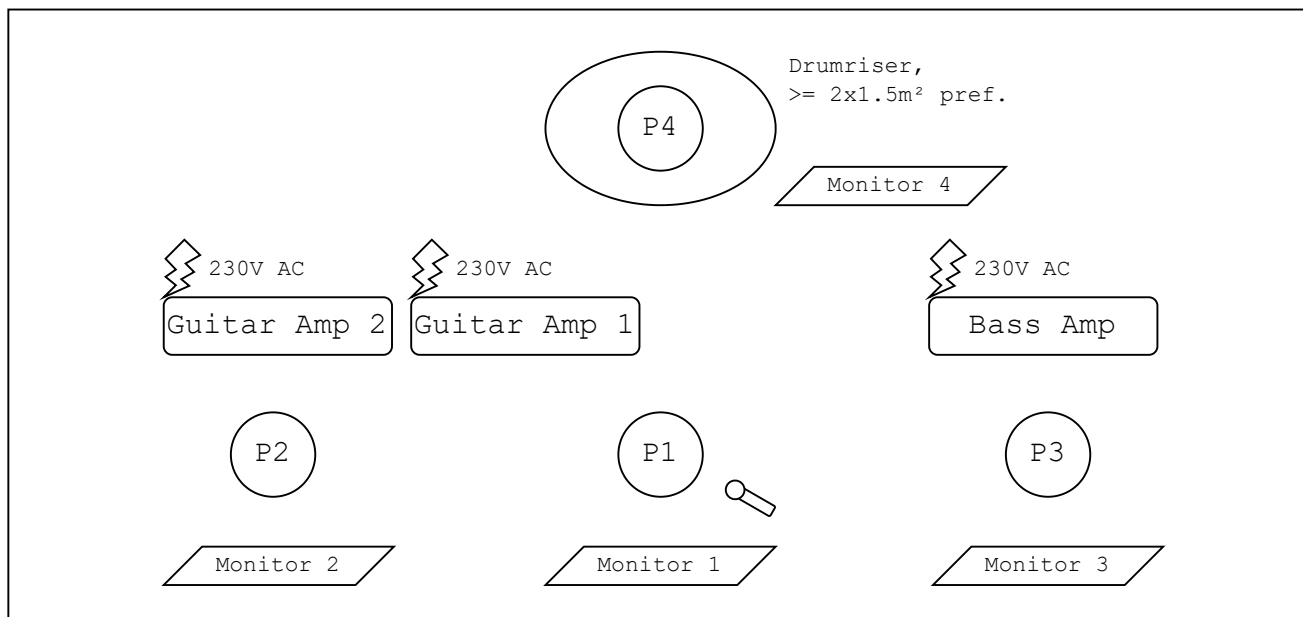 Drumriser,
>= 2x1.5m² pref.
P4
Monitor 4
230V AC
230V AC
230V AC
Guitar Amp 2
Guitar Amp 1
Bass Amp
P2
P1
P3
Monitor 2
Monitor 1
Monitor 3